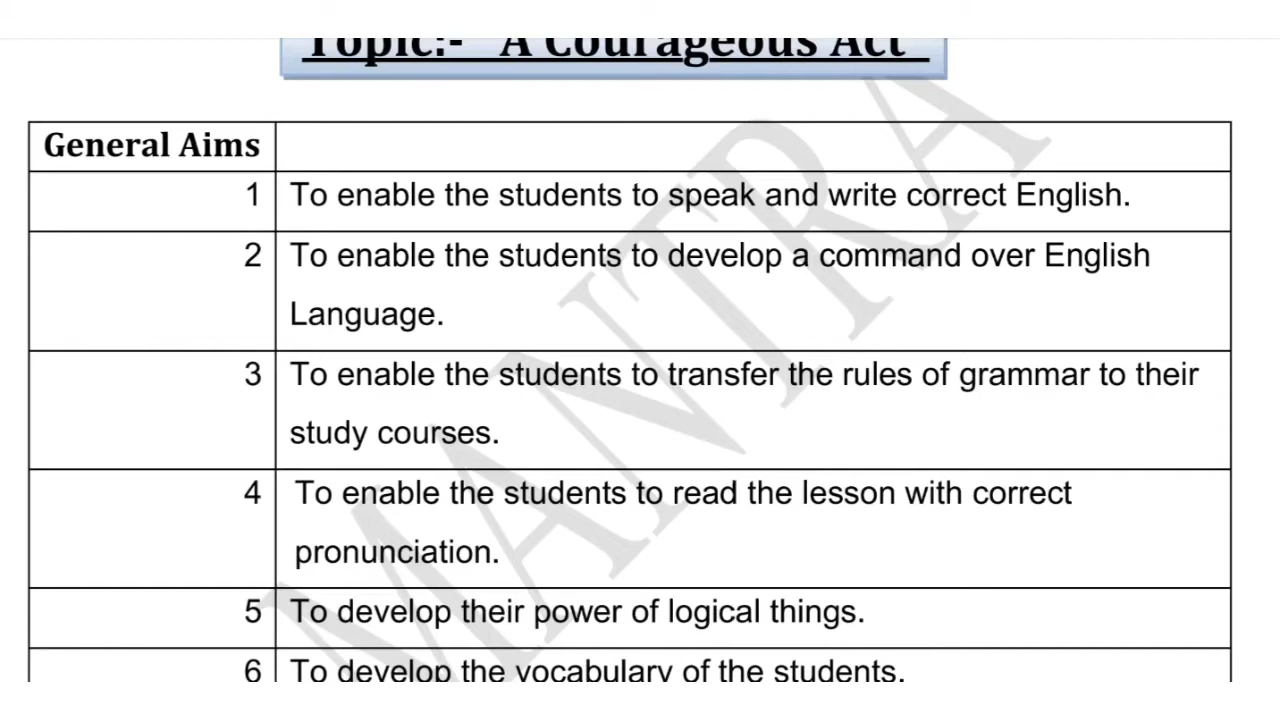 Topic:- A Courageous Act
General Aims
1 To enable the students to speak and write correct English.
2 To enable the students to develop a command over English
Language.
3 To enable the students to transfer the rules of grammar to their
study courses.
4 To enable the students to read the lesson with correct
pronunciation.
5 To develop their power of logical things.
6 To develop the vocabulary of the students.
MANTRA